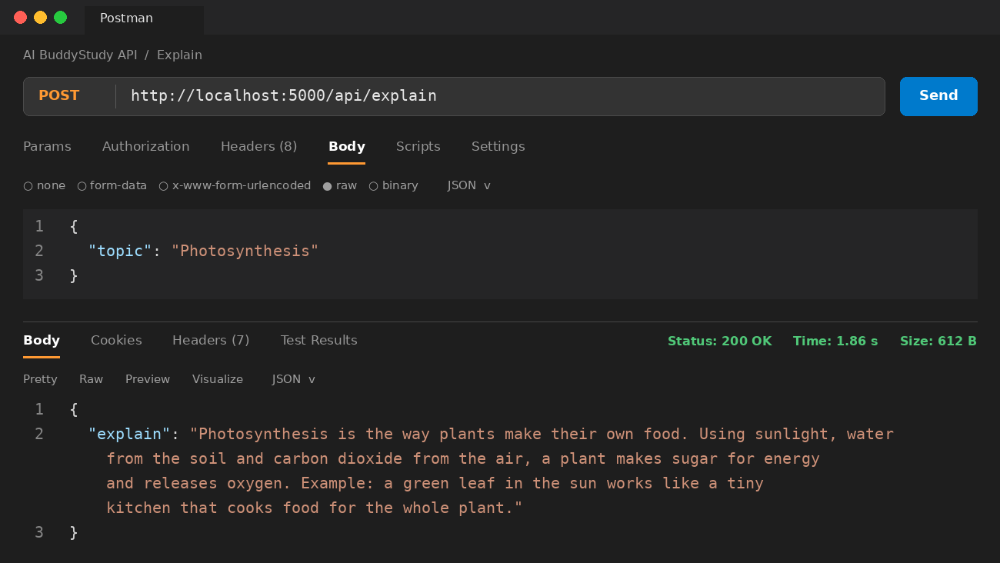 Postman
AI BuddyStudy API / Explain
POST http://localhost:5000/api/explain Send
Params Authorization Headers (8) Body Scripts Settings
none form-data x-www-form-urlencoded raw binary JSON v
1 {
2 "topic": "Photosynthesis"
3 }
Body Cookies Headers (7) Test Results Status: 200 OK Time: 1.86 s Size: 612 B
Pretty Raw Preview Visualize JSON v
1 {
2 "explain": "Photosynthesis is the way plants make their own food. Using sunlight, water
from the soil and carbon dioxide from the air, a plant makes sugar for energy
and releases oxygen. Example: a green leaf in the sun works like a tiny
kitchen that cooks food for the whole plant."
3 }